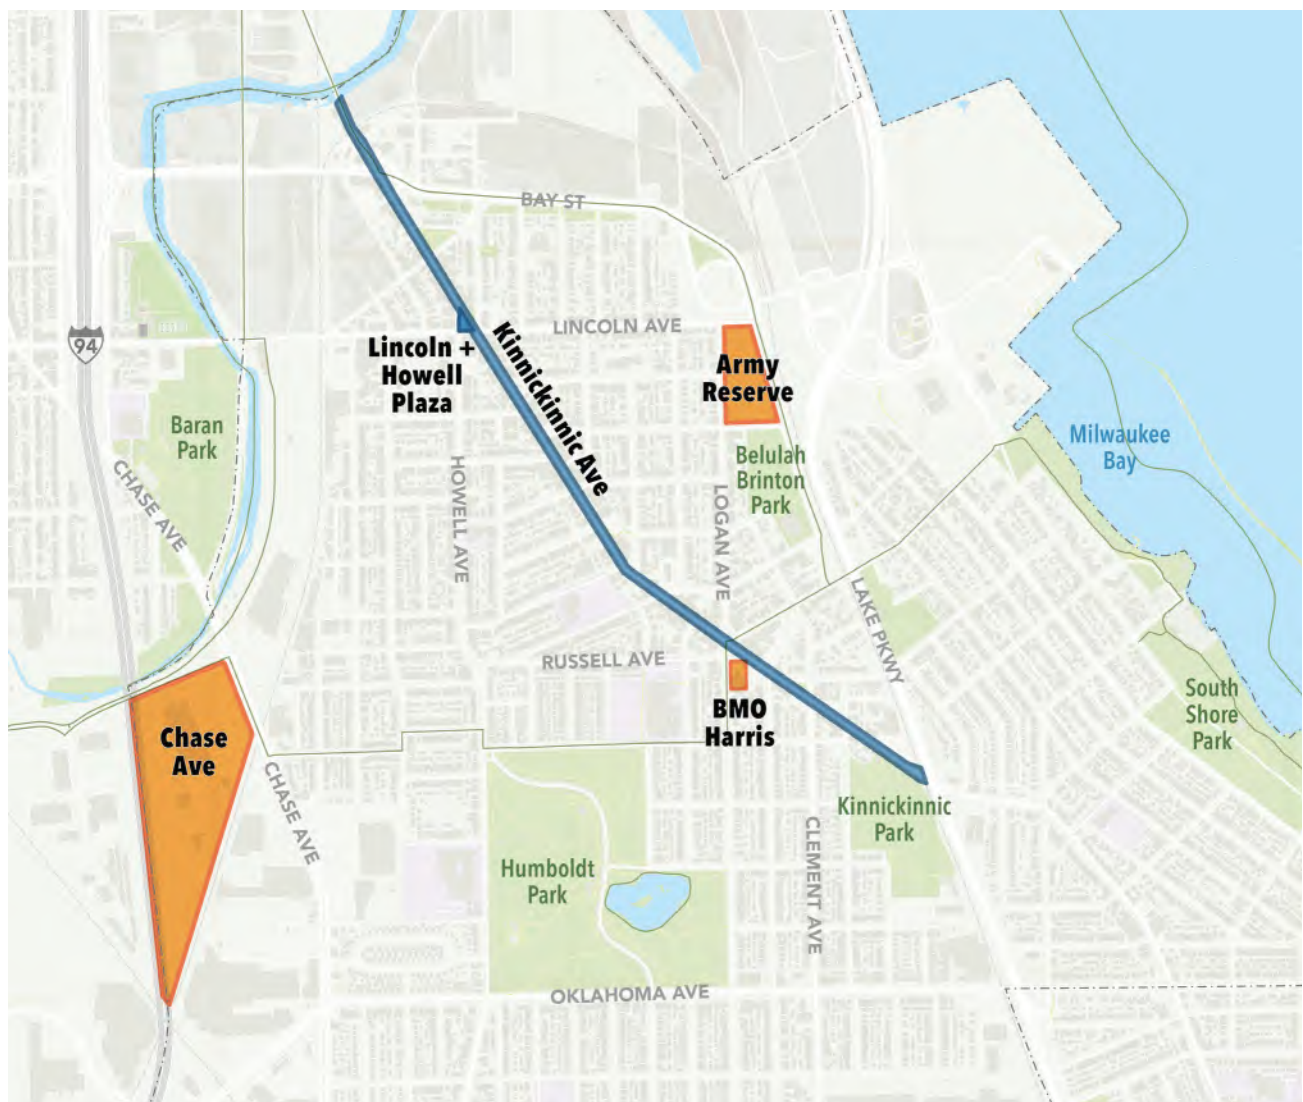 BAY ST
LINCOLN AVE
94
Lincoln +
Howell
Plaza
Kinnickinnic Ave
Army
Reserve
Baran
Park
Milwaukee
Bay
Belulah
Brinton
Park
CHASE AVE
HOWELL AVE
LOGAN AVE
LAKE PKWY
RUSSELL AVE
South
Shore
Park
BMO
Harris
Chase
Ave
CHASE AVE
Kinnickinnic
Park
CLEMENT AVE
Humboldt
Park
OKLAHOMA AVE